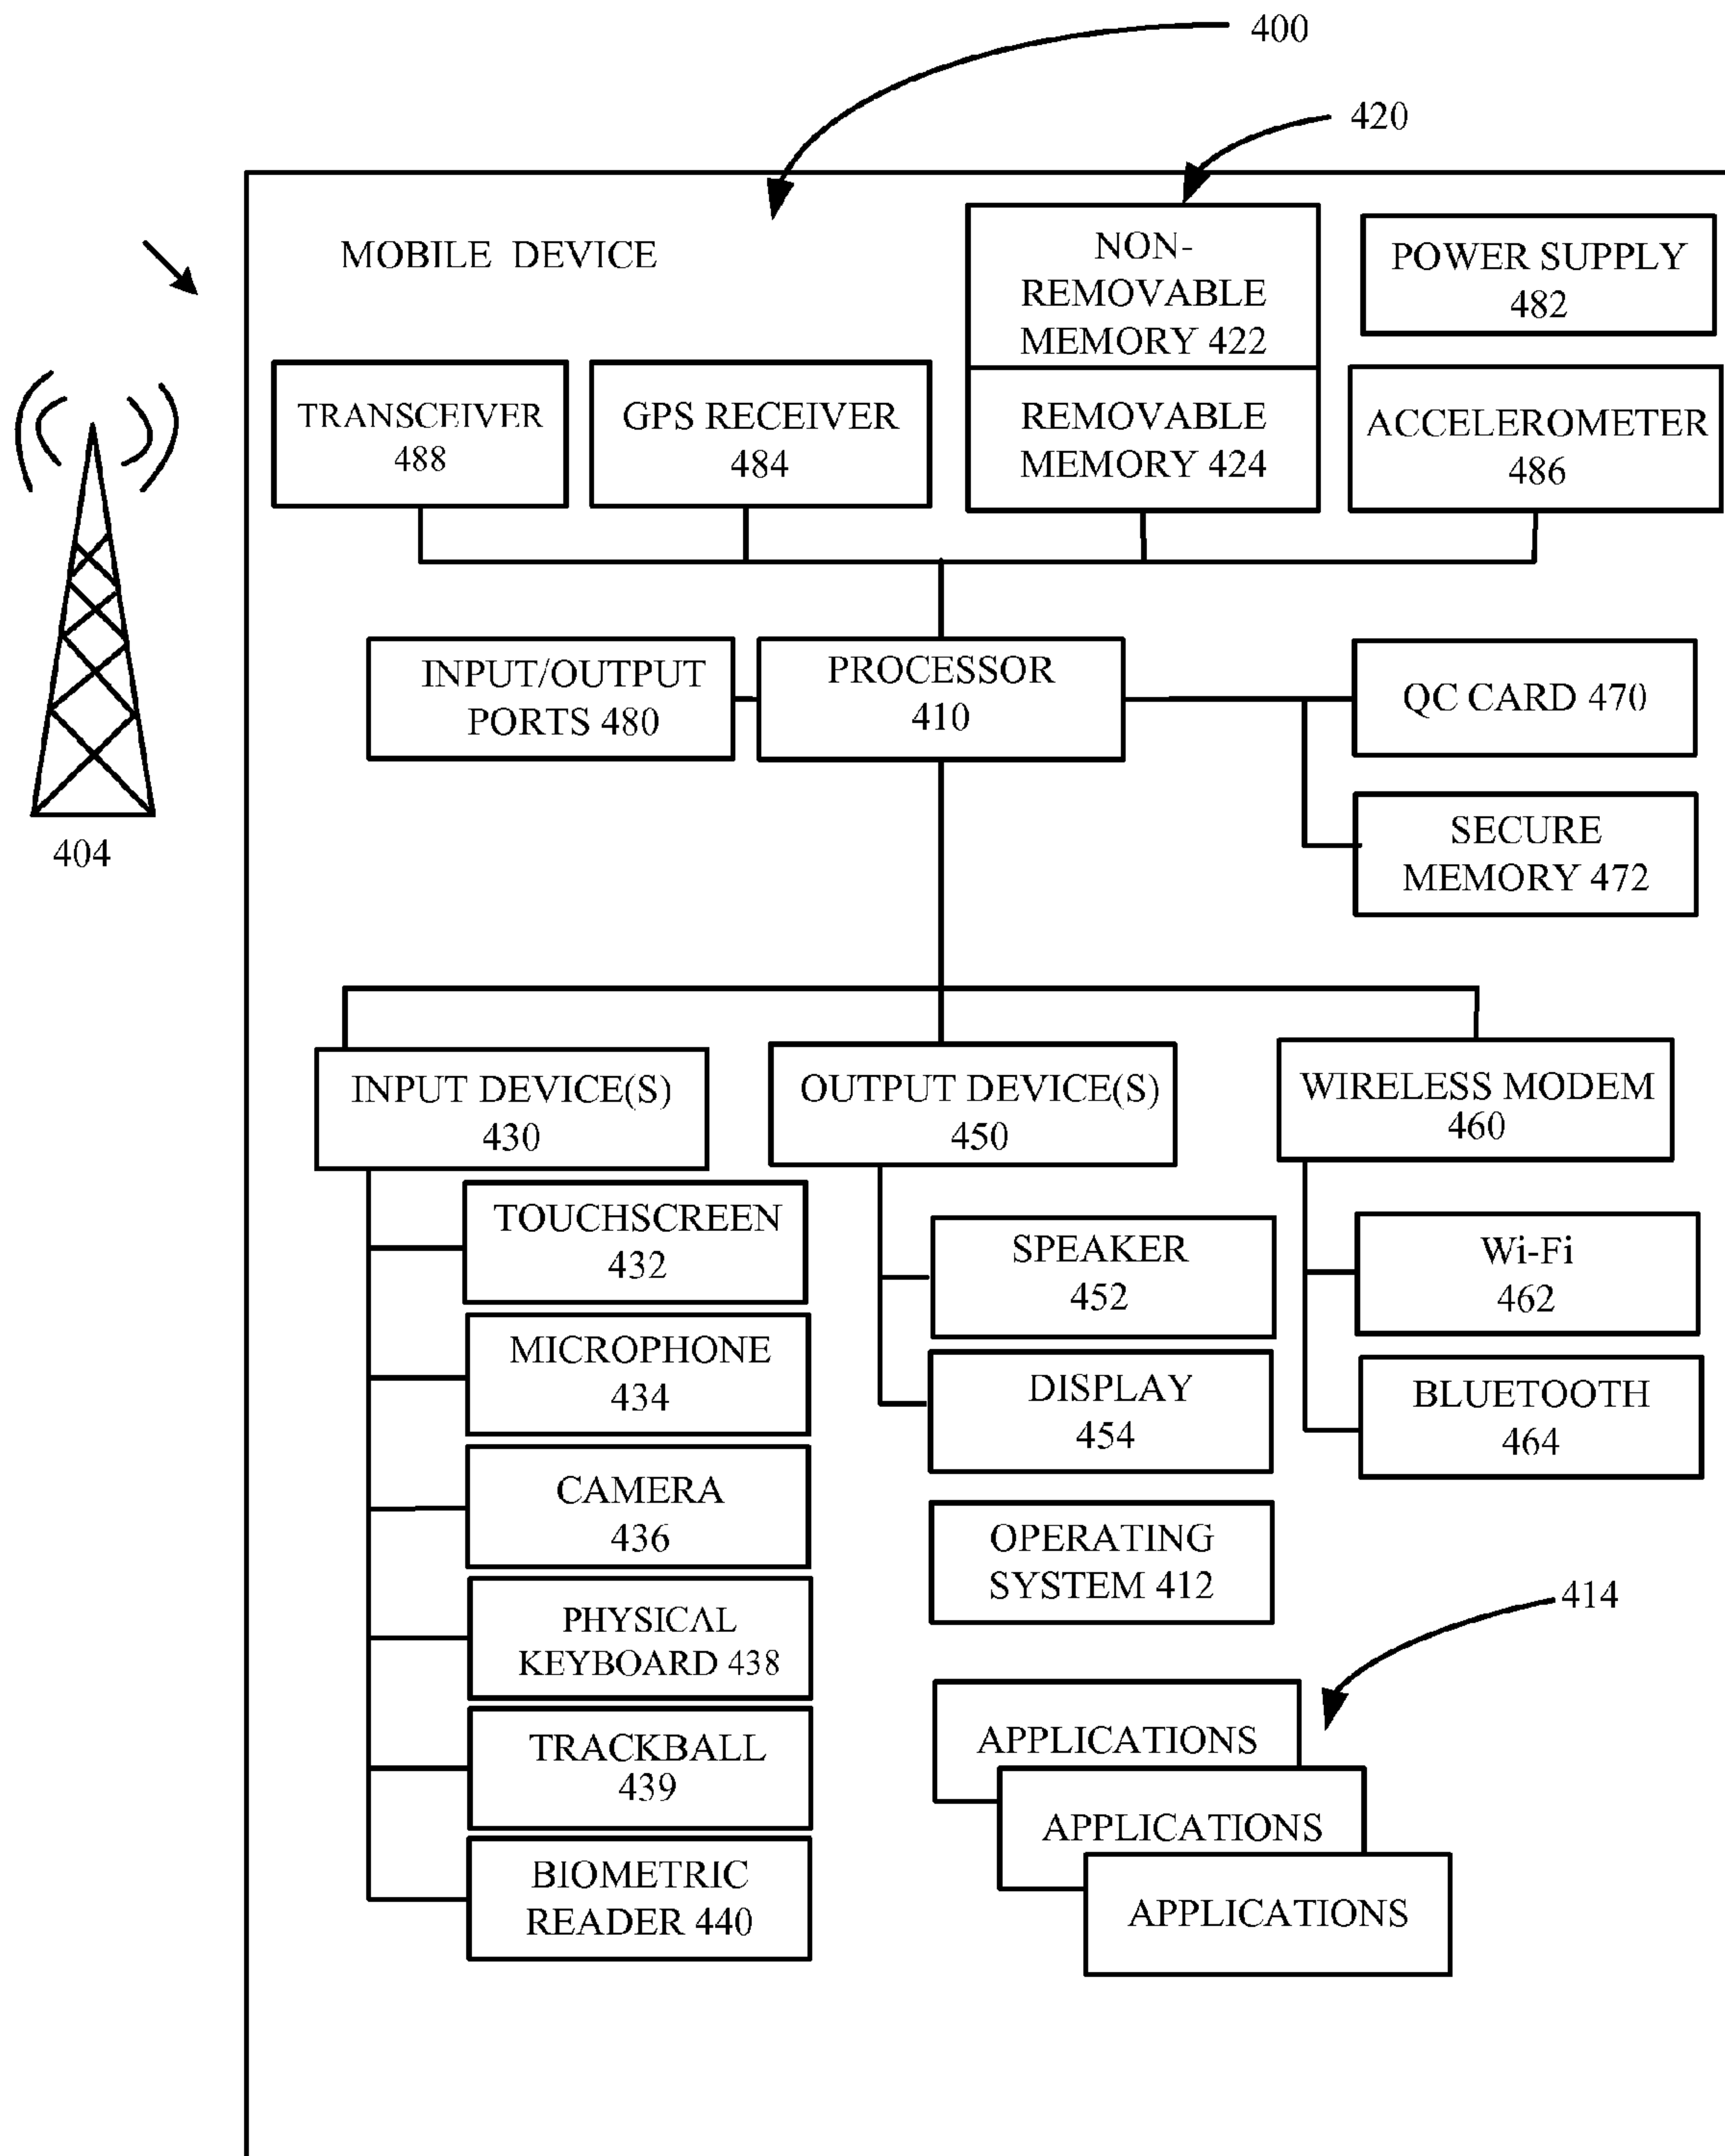 400
420
MOBILE DEVICE
NON-
REMOVABLE
MEMORY 422
POWER SUPPLY
482
TRANSCEIVER
488
GPS RECEIVER
484
REMOVABLE
MEMORY 424
ACCELEROMETER
486
INPUT/OUTPUT
PORTS 480
PROCESSOR
410
QC CARD 470
SECURE
MEMORY 472
404
INPUT DEVICE(S)
430
OUTPUT DEVICE(S)
450
WIRELESS MODEM
460
TOUCHSCREEN
432
MICROPHONE
434
CAMERA
436
PHYSICAL
KEYBOARD 438
TRACKBALL
439
BIOMETRIC
READER 440
SPEAKER
452
DISPLAY
454
Wi-Fi
462
BLUETOOTH
464
OPERATING
SYSTEM 412
414
APPLICATIONS
APPLICATIONS
APPLICATIONS